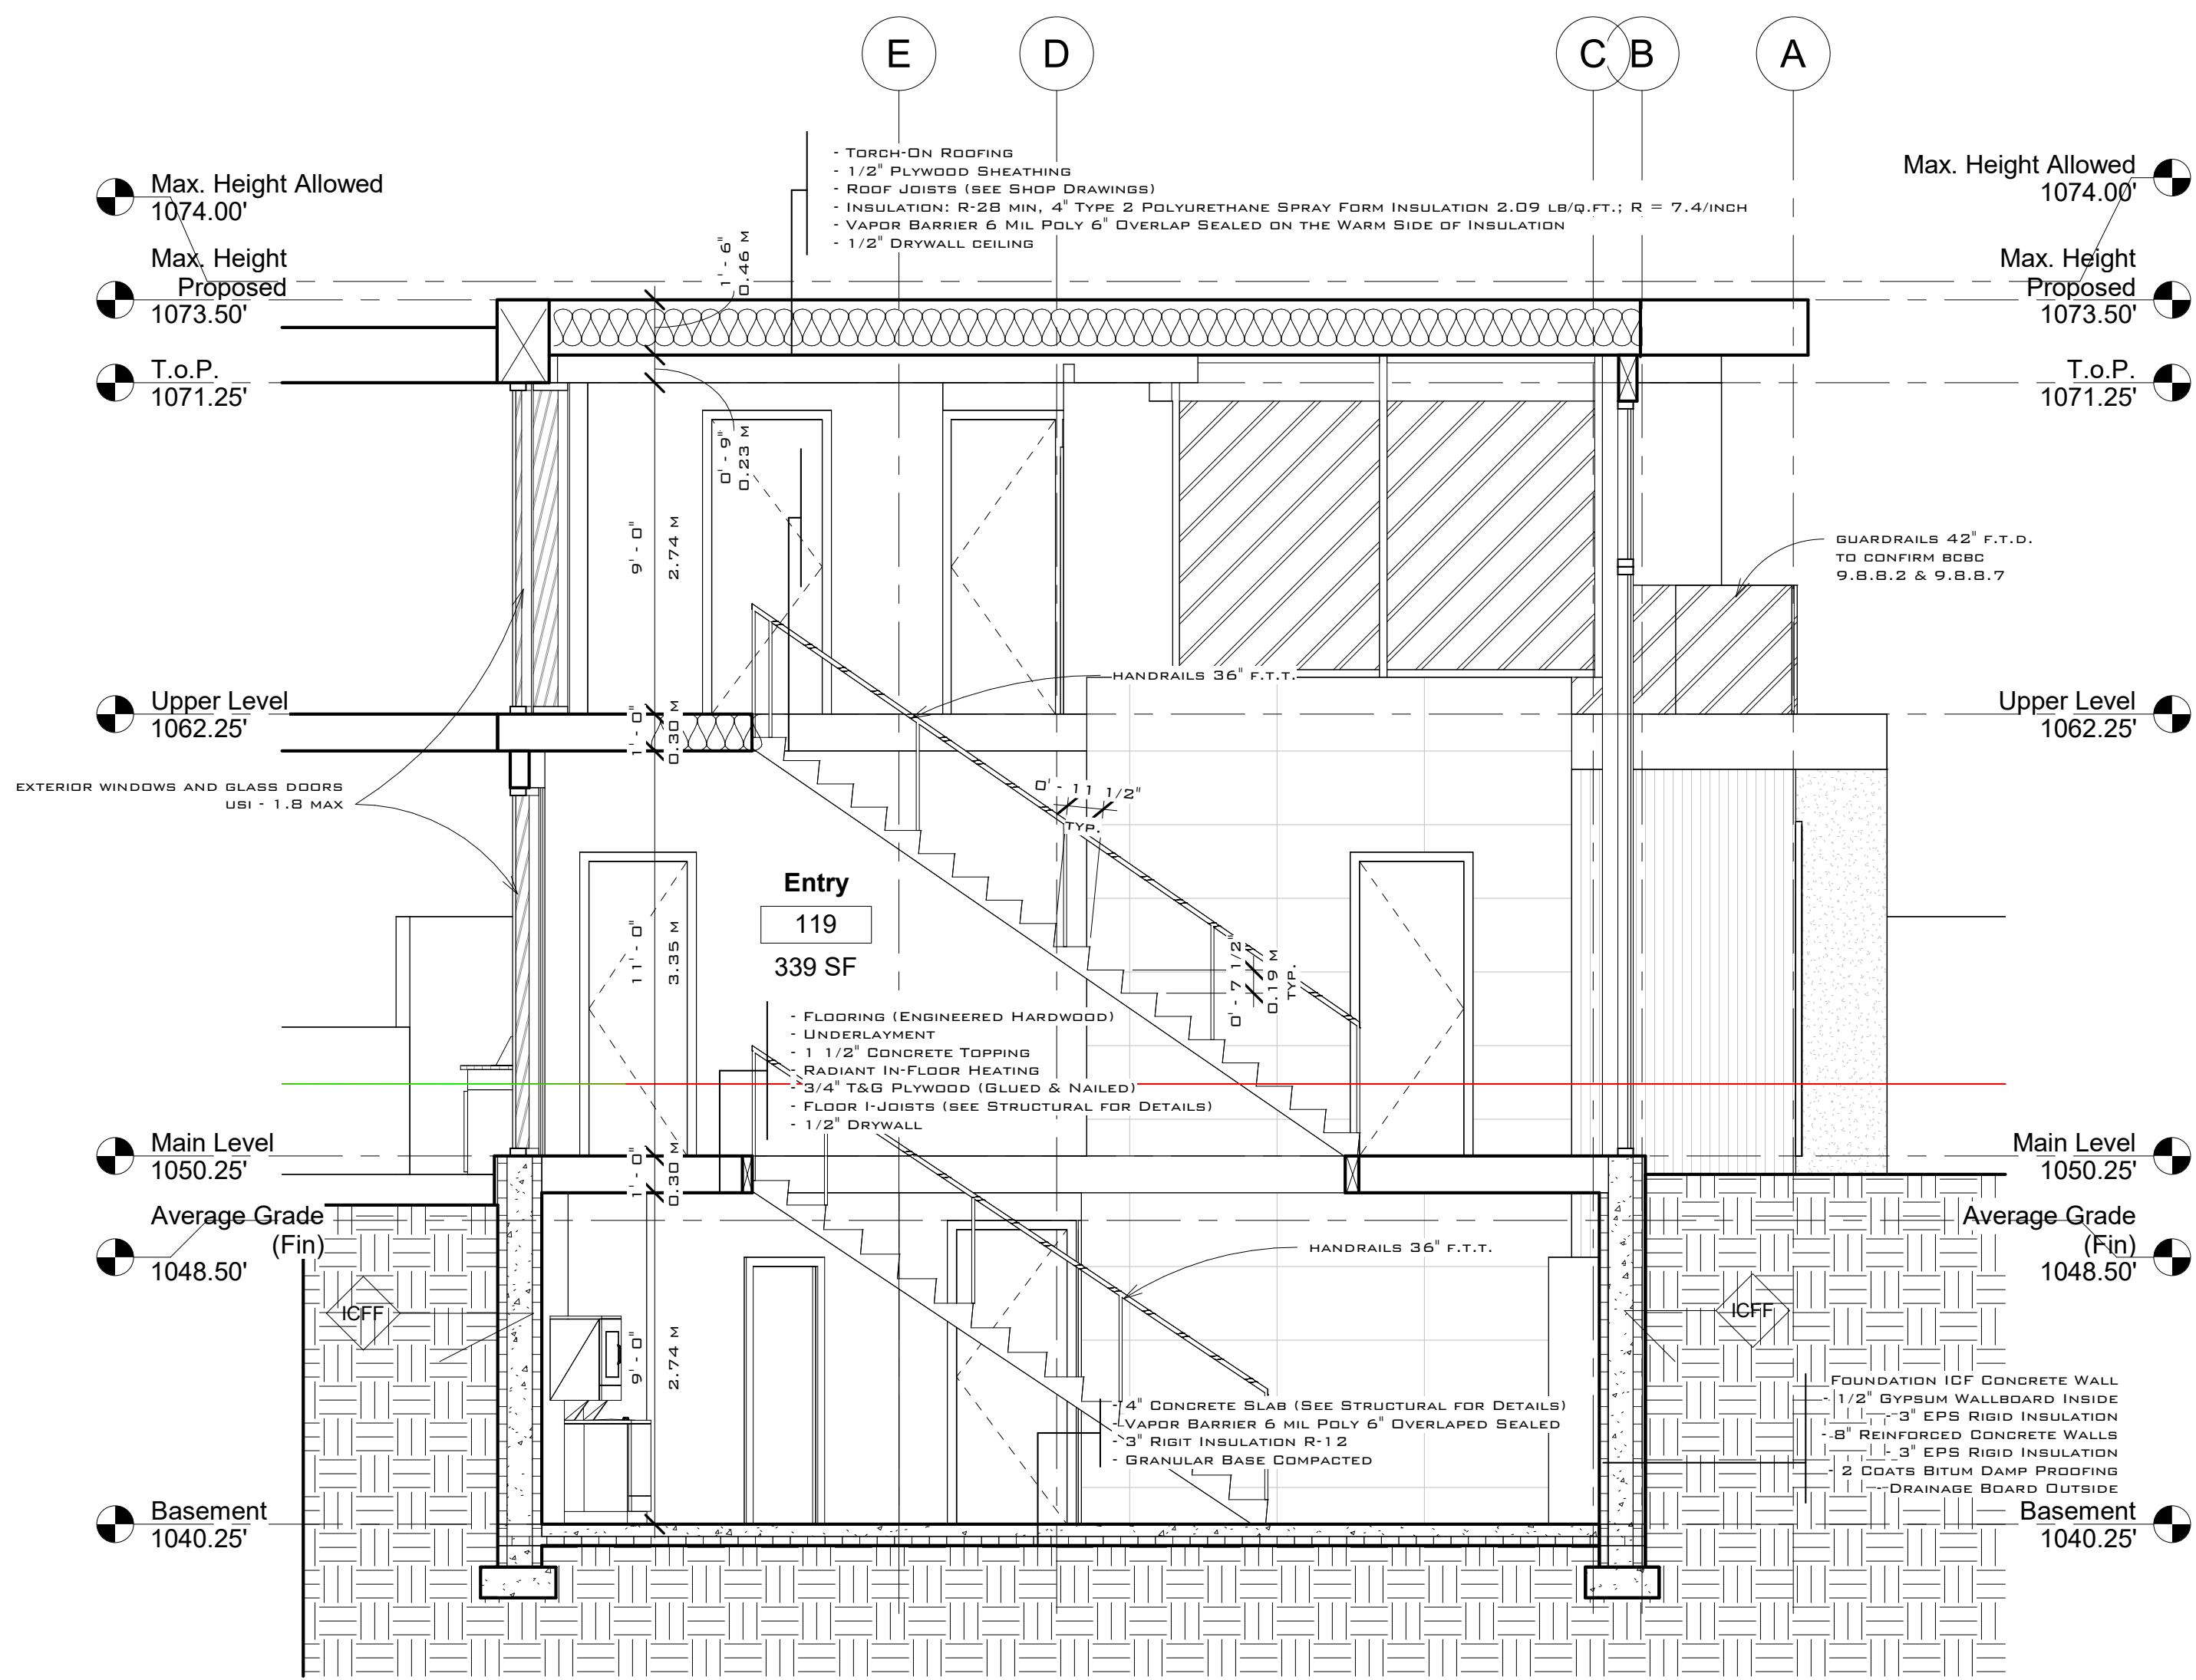 E
D
C
B
A
- Torch-On Roofing
- 1/2" Plywood Sheathing
- Roof Joists (see Shop Drawings)
- Insulation: R-28 min, 4" Type 2 Polyurethane Spray Form Insulation 2.09 lb/q.ft.; R = 7.4/inch
- Vapor Barrier 6 Mil Poly 6" Overlap Sealed on the Warm Side of Insulation
- 1/2" Drywall ceiling
Max. Height Allowed
1074.00'
Max. Height
Proposed
1073.50'
T.o.P.
1071.25'
Max. Height Allowed
1074.00'
Max. Height
Proposed
1073.50'
T.o.P.
1071.25'
1' - 6"
0.46 M
0' - 9"
0.23 M
9' - 0"
2.74 M
GUARDRAILS 42" F.T.D.
TO CONFIRM BCBC
9.8.8.2 & 9.8.8.7
HANDRAILS 36" F.T.T.
Upper Level
1062.25'
1' - 0"
0.30 M
Upper Level
1062.25'
EXTERIOR WINDOWS AND GLASS DOORS
USI - 1.8 MAX
0' - 11 1/2"
TYP.
Entry
119
339 SF
11' - 0"
3.35 M
0' - 7 1/2"
0.19 M
TYP.
- Flooring (Engineered Hardwood)
- Underlayment
- 1 1/2" Concrete Topping
- Radiant In-Floor Heating
- 3/4" T&G Plywood (Glued & Nailed)
- Floor I-Joists (see Structural for Details)
- 1/2" Drywall
Main Level
1050.25'
1' - 0"
0.30 M
Main Level
1050.25'
Average Grade
(Fin)
1048.50'
Average Grade
(Fin)
1048.50'
HANDRAILS 36" F.T.T.
ICFF
ICFF
9' - 0"
2.74 M
- 4" Concrete Slab (See Structural for Details)
- Vapor Barrier 6 mil Poly 6" Overlaped Sealed
- 3" Rigit Insulation R-12
- Granular Base Compacted
Foundation ICF Concrete Wall
- 1/2" Gypsum Wallboard Inside
- 3" EPS Rigid Insulation
- 8" Reinforced Concrete Walls
- 3" EPS Rigid Insulation
- 2 Coats Bitum Damp Proofing
- Drainage Board Outside
Basement
1040.25'
Basement
1040.25'